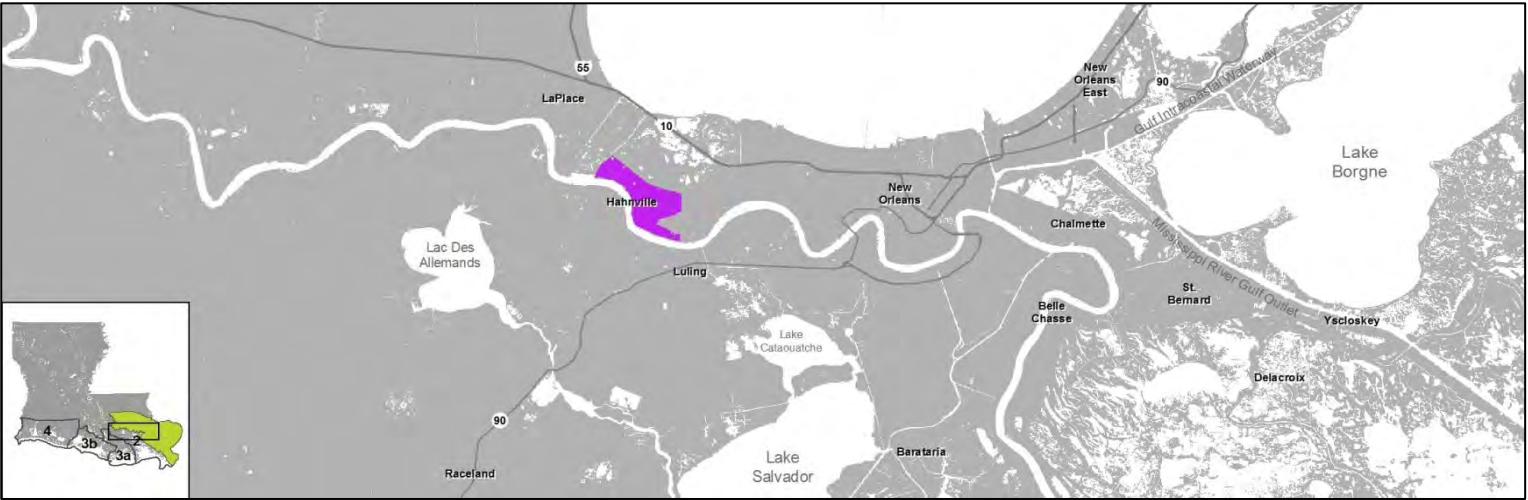 55
LaPlace
10
New
Orleans
East
90
Gulf Intracoastal Waterway
Lake
Borgne
Hahnville
New
Orleans
Chalmette
Mississippi River Gulf Outlet
Lac Des
Allemands
Luling
St.
Bernard
Belle
Chasse
Yscloskey
Lake
Cataouatche
Delacroix
90
Raceland
Lake
Salvador
Barataria
4
3b
2
3a